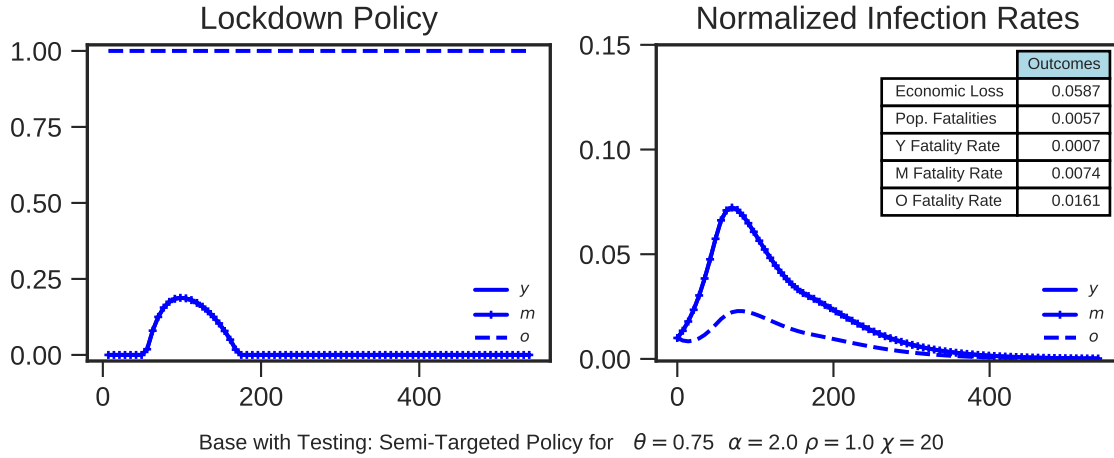 Lockdown Policy
1.00
0.75
0.50
0.25
0.00
0
200
400
y
m
o
Normalized Infection Rates
0.15
0.10
0.05
0.00
0
200
400
Outcomes
Economic Loss 0.0587
Pop. Fatalities 0.0057
Y Fatality Rate 0.0007
M Fatality Rate 0.0074
O Fatality Rate 0.0161
y
m
o
Base with Testing: Semi-Targeted Policy for θ = 0.75 α = 2.0 ρ = 1.0 χ = 20